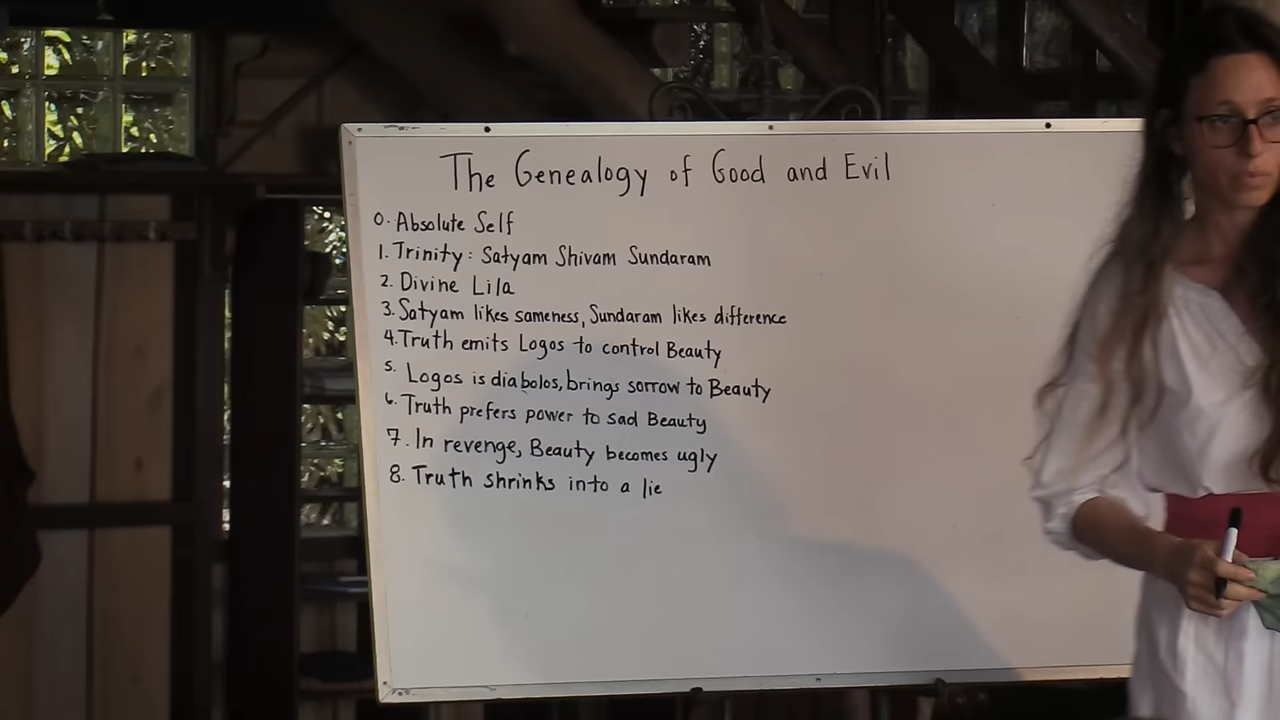 The Genealogy of Good and Evil
0. Absolute Self
1. Trinity: Satyam Shivam Sundaram
2. Divine Lila
3. Satyam likes sameness, Sundaram likes difference
4. Truth emits Logos to control Beauty
5. Logos is diabolos, brings sorrow to Beauty
6. Truth prefers power to sad Beauty
7. In revenge, Beauty becomes ugly
8. Truth shrinks into a lie